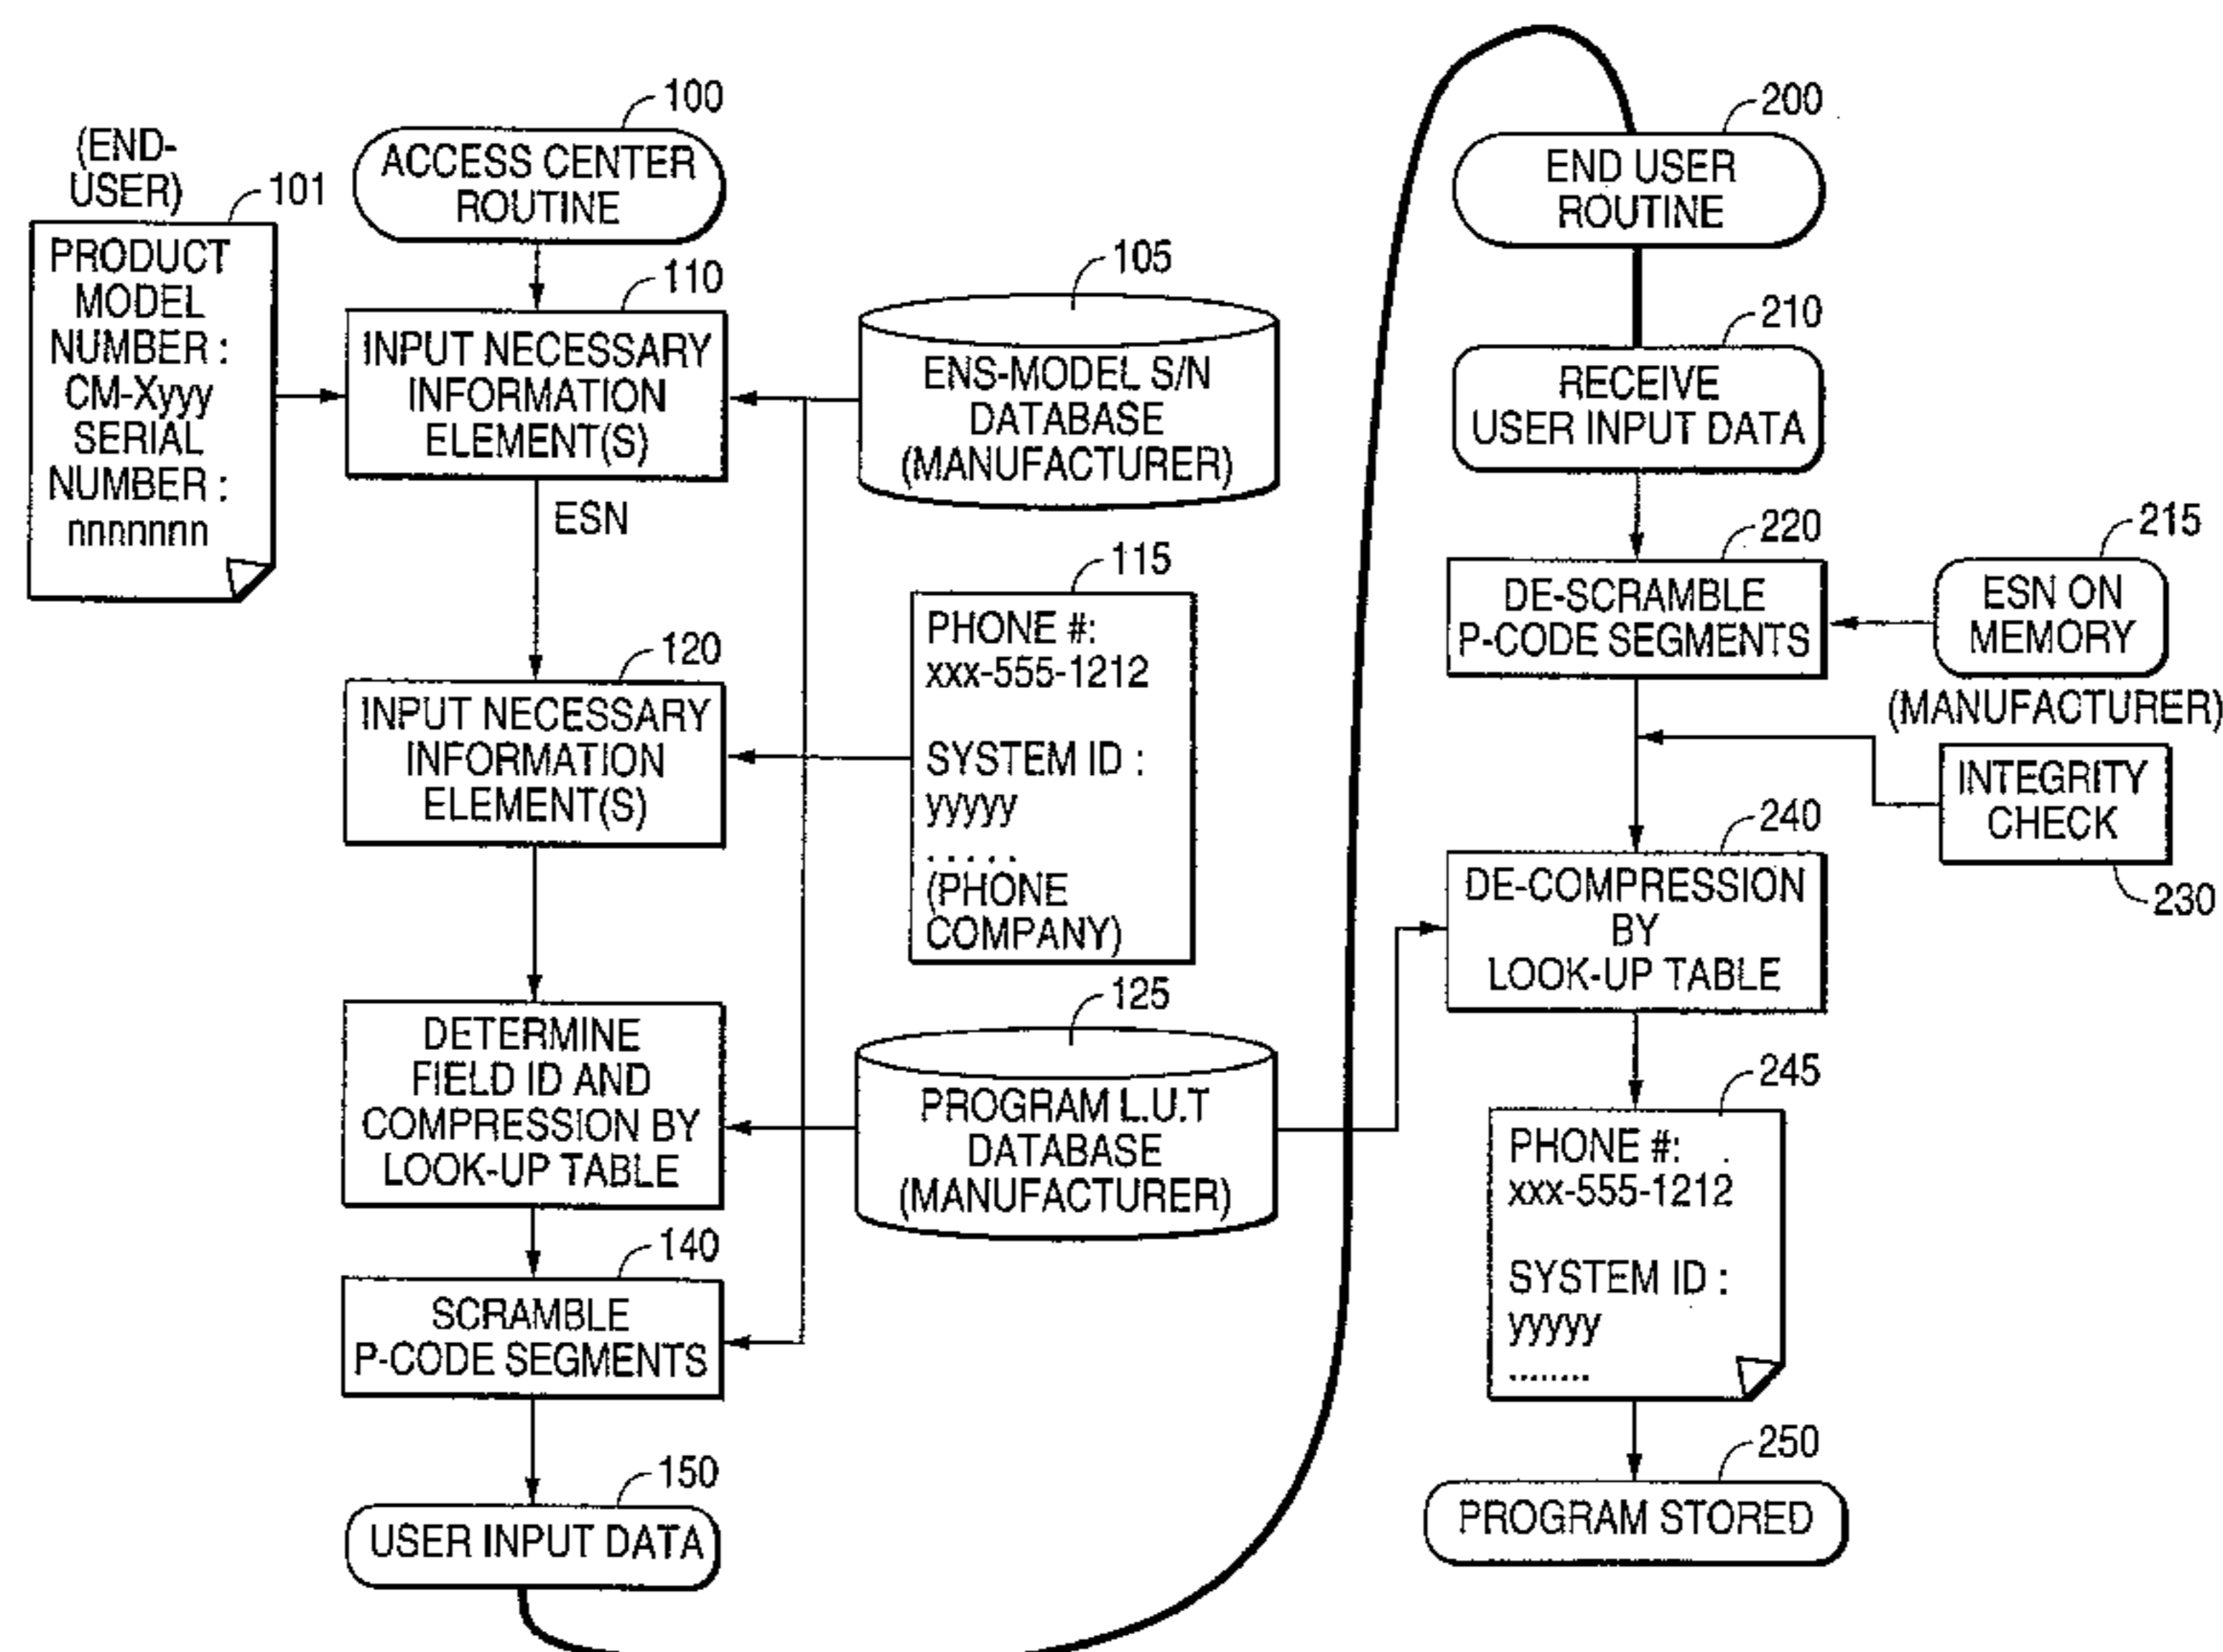 100
ACCESS CENTER
ROUTINE
(END-
USER)
101
PRODUCT
MODEL
NUMBER :
CM-Xyyy
SERIAL
NUMBER :
nnnnnnn
110
INPUT NECESSARY
INFORMATION
ELEMENT(S)
ESN
105
ENS-MODEL S/N
DATABASE
(MANUFACTURER)
120
INPUT NECESSARY
INFORMATION
ELEMENT(S)
115
PHONE #:
xxx-555-1212
SYSTEM ID :
yyyyy
.....
(PHONE
COMPANY)
DETERMINE
FIELD ID AND
COMPRESSION BY
LOOK-UP TABLE
125
PROGRAM L.U.T
DATABASE
(MANUFACTURER)
140
SCRAMBLE
P-CODE SEGMENTS
150
USER INPUT DATA
200
END USER
ROUTINE
210
RECEIVE
USER INPUT DATA
220
DE-SCRAMBLE
P-CODE SEGMENTS
215
ESN ON
MEMORY
(MANUFACTURER)
INTEGRITY
CHECK
230
240
DE-COMPRESSION
BY
LOOK-UP TABLE
245
PHONE #:
xxx-555-1212
SYSTEM ID :
yyyyy
........
250
PROGRAM STORED